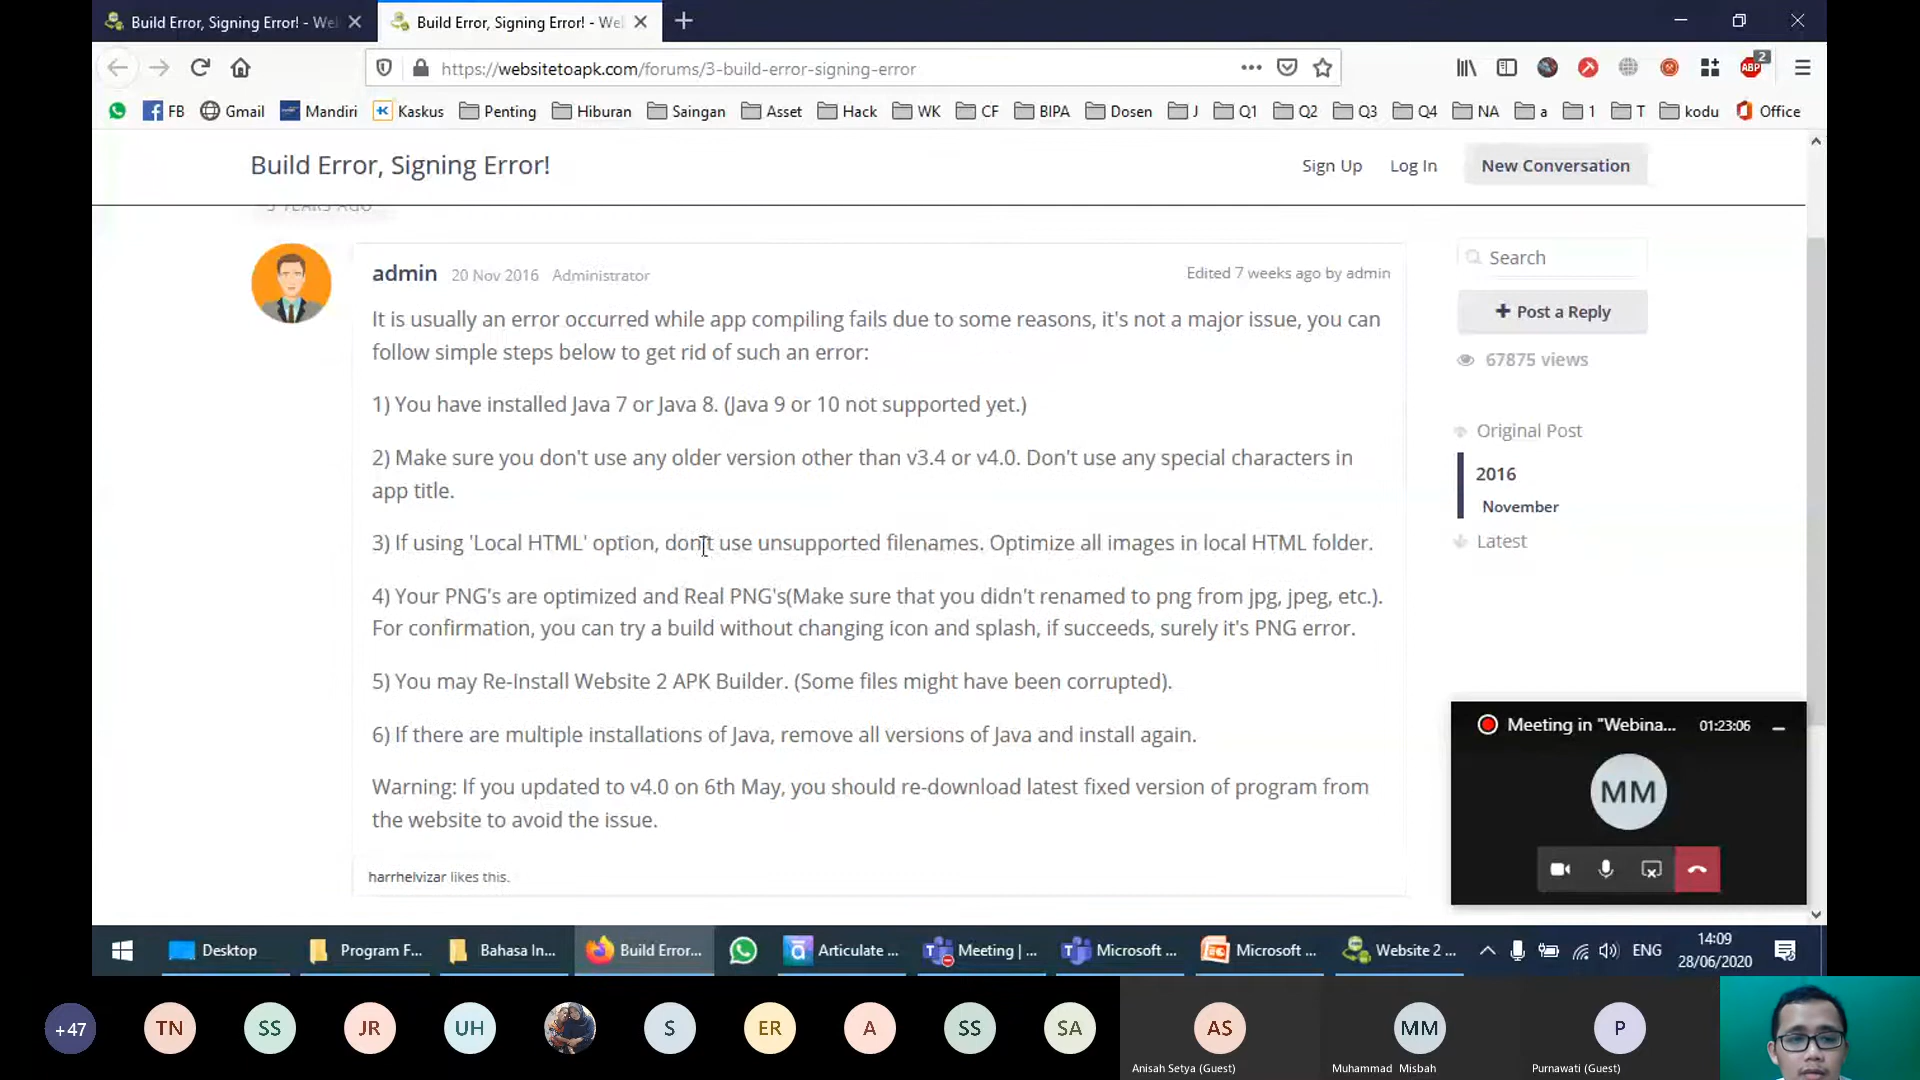 Build Error, Signing Error! - We
Build Error, Signing Error! - We
https://websitetoapk.com/forums/3-build-error-signing-error
ABP
2
FB
Gmail
Mandiri
Kaskus
Penting
Hiburan
Saingan
Asset
Hack
WK
CF
BIPA
Dosen
J
Q1
Q2
Q3
Q4
NA
a
1
T
kodu
Office
Build Error, Signing Error!
Sign Up
Log In
New Conversation
YEARS AGO
admin 20 Nov 2016 Administrator
Edited 7 weeks ago by admin
It is usually an error occurred while app compiling fails due to some reasons, it's not a major issue, you can
follow simple steps below to get rid of such an error:
1) You have installed Java 7 or Java 8. (Java 9 or 10 not supported yet.)
2) Make sure you don't use any older version other than v3.4 or v4.0. Don't use any special characters in
app title.
3) If using 'Local HTML' option, don't use unsupported filenames. Optimize all images in local HTML folder.
4) Your PNG's are optimized and Real PNG's(Make sure that you didn't renamed to png from jpg, jpeg, etc.).
For confirmation, you can try a build without changing icon and splash, if succeeds, surely it's PNG error.
5) You may Re-Install Website 2 APK Builder. (Some files might have been corrupted).
6) If there are multiple installations of Java, remove all versions of Java and install again.
Warning: If you updated to v4.0 on 6th May, you should re-download latest fixed version of program from
the website to avoid the issue.
harrhelvizar likes this.
Search
+ Post a Reply
67875 views
Original Post
2016
November
Latest
Meeting in "Webina...
01:23:06
MM
Desktop
Program F...
Bahasa In...
Build Error...
Articulate ...
Meeting | ...
Microsoft ...
Microsoft ...
Website 2 ...
ENG
14:09
28/06/2020
+47
TN
SS
JR
UH
S
ER
A
SS
SA
AS
Anisah Setya (Guest)
MM
Muhammad Misbah
P
Purnawati (Guest)